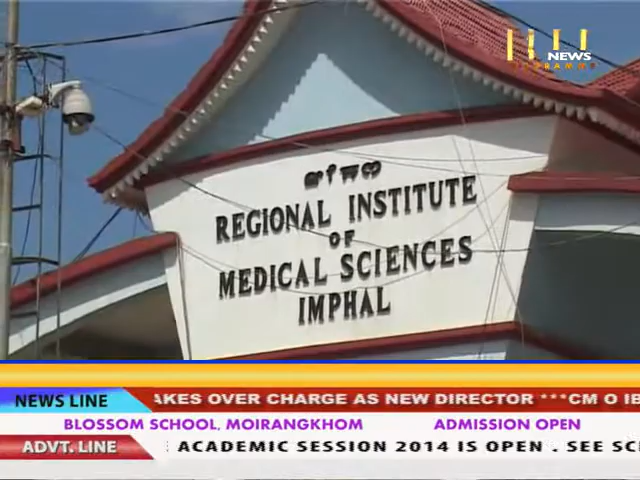 NEWS
REGIONAL INSTITUTE
OF
MEDICAL SCIENCES
IMPHAL
NEWS LINE
AKES OVER CHARGE AS NEW DIRECTOR ***CM O IB
BLOSSOM SCHOOL, MOIRANGKHOM ADMISSION OPEN
ADVT. LINE
ACADEMIC SESSION 2014 IS OPEN . SEE SC